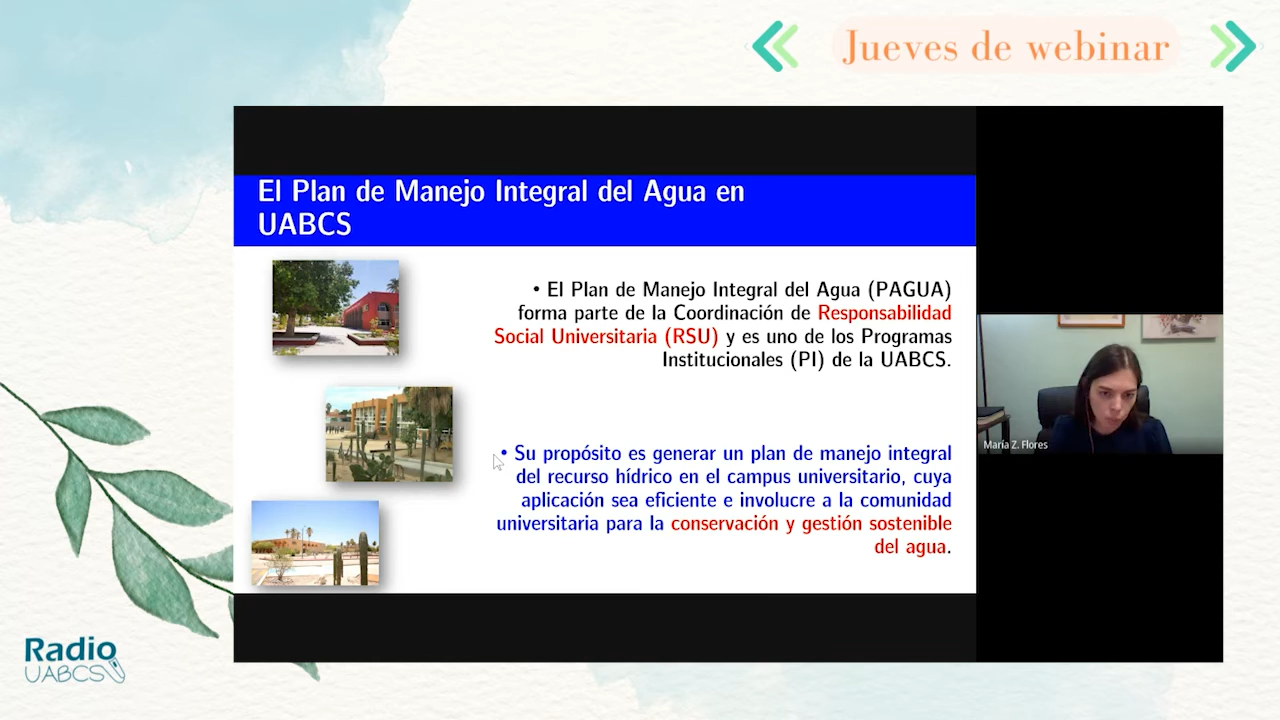 Jueves de webinar
El Plan de Manejo Integral del Agua en
UABCS
• El Plan de Manejo Integral del Agua (PAGUA)
forma parte de la Coordinación de Responsabilidad
Social Universitaria (RSU) y es uno de los Programas
Institucionales (PI) de la UABCS.
• Su propósito es generar un plan de manejo integral
del recurso hídrico en el campus universitario, cuya
aplicación sea eficiente e involucre a la comunidad
universitaria para la conservación y gestión sostenible
del agua.
María Z. Flores
Radio
UABCS